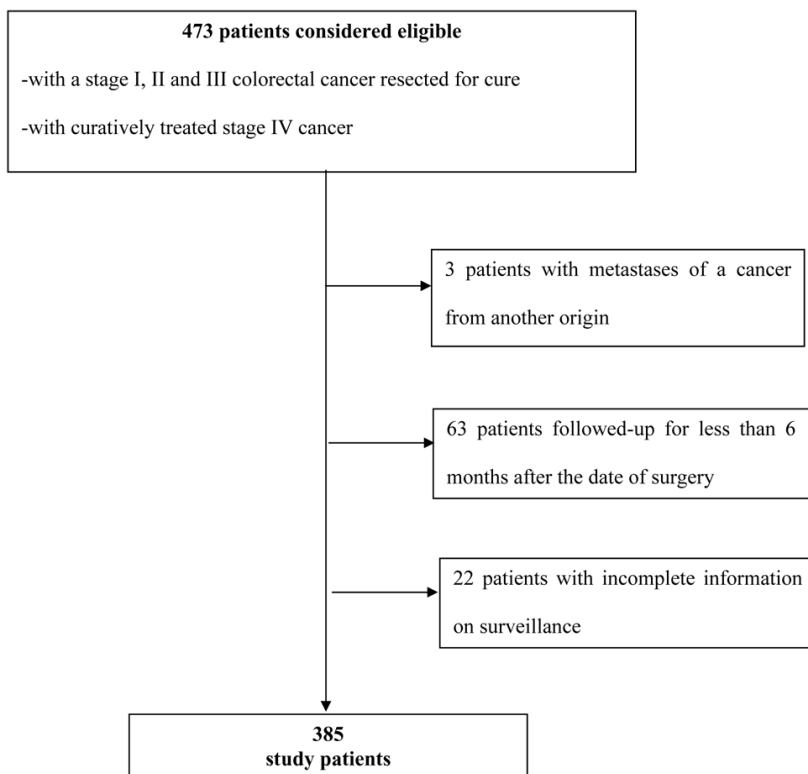 473 patients considered eligible
-with a stage I, II and III colorectal cancer resected for cure
-with curatively treated stage IV cancer
3 patients with metastases of a cancer
from another origin
63 patients followed-up for less than 6
months after the date of surgery
22 patients with incomplete information
on surveillance
385
study patients